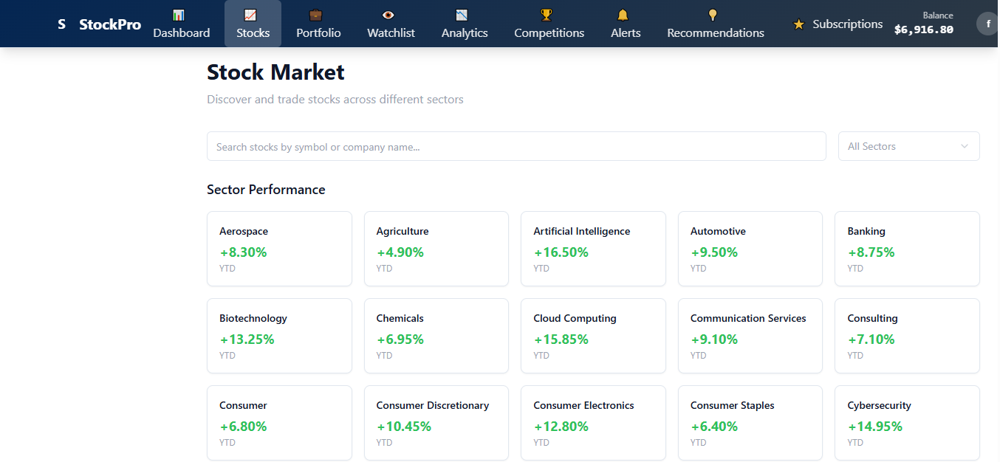 S StockPro Dashboard Stocks Portfolio Watchlist Analytics Competitions Alerts Recommendations Subscriptions Balance f
$6,916.80
Stock Market
Discover and trade stocks across different sectors
Search stocks by symbol or company name... All Sectors
Sector Performance
Aerospace Agriculture Artificial Intelligence Automotive Banking
+8.30% +4.90% +16.50% +9.50% +8.75%
YTD YTD YTD YTD YTD
Biotechnology Chemicals Cloud Computing Communication Services Consulting
+13.25% +6.95% +15.85% +9.10% +7.10%
YTD YTD YTD YTD YTD
Consumer Consumer Discretionary Consumer Electronics Consumer Staples Cybersecurity
+6.80% +10.45% +12.80% +6.40% +14.95%
YTD YTD YTD YTD YTD